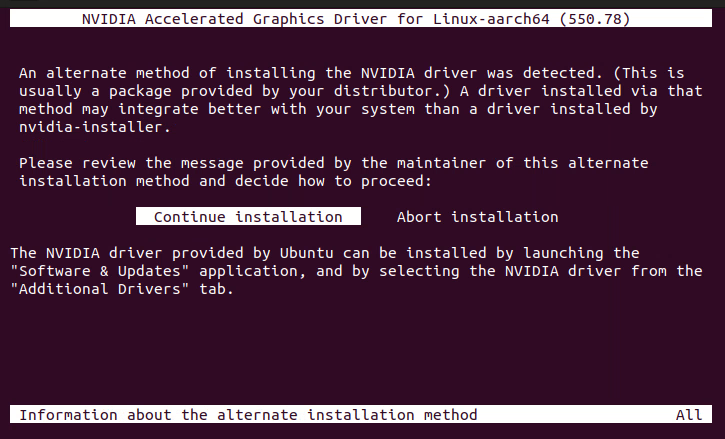 NVIDIA Accelerated Graphics Driver for Linux-aarch64 (550.78)
An alternate method of installing the NVIDIA driver was detected. (This is
usually a package provided by your distributor.) A driver installed via that
method may integrate better with your system than a driver installed by
nvidia-installer.
Please review the message provided by the maintainer of this alternate
installation method and decide how to proceed:
Continue installation Abort installation
The NVIDIA driver provided by Ubuntu can be installed by launching the
"Software & Updates" application, and by selecting the NVIDIA driver from the
"Additional Drivers" tab.
Information about the alternate installation method All